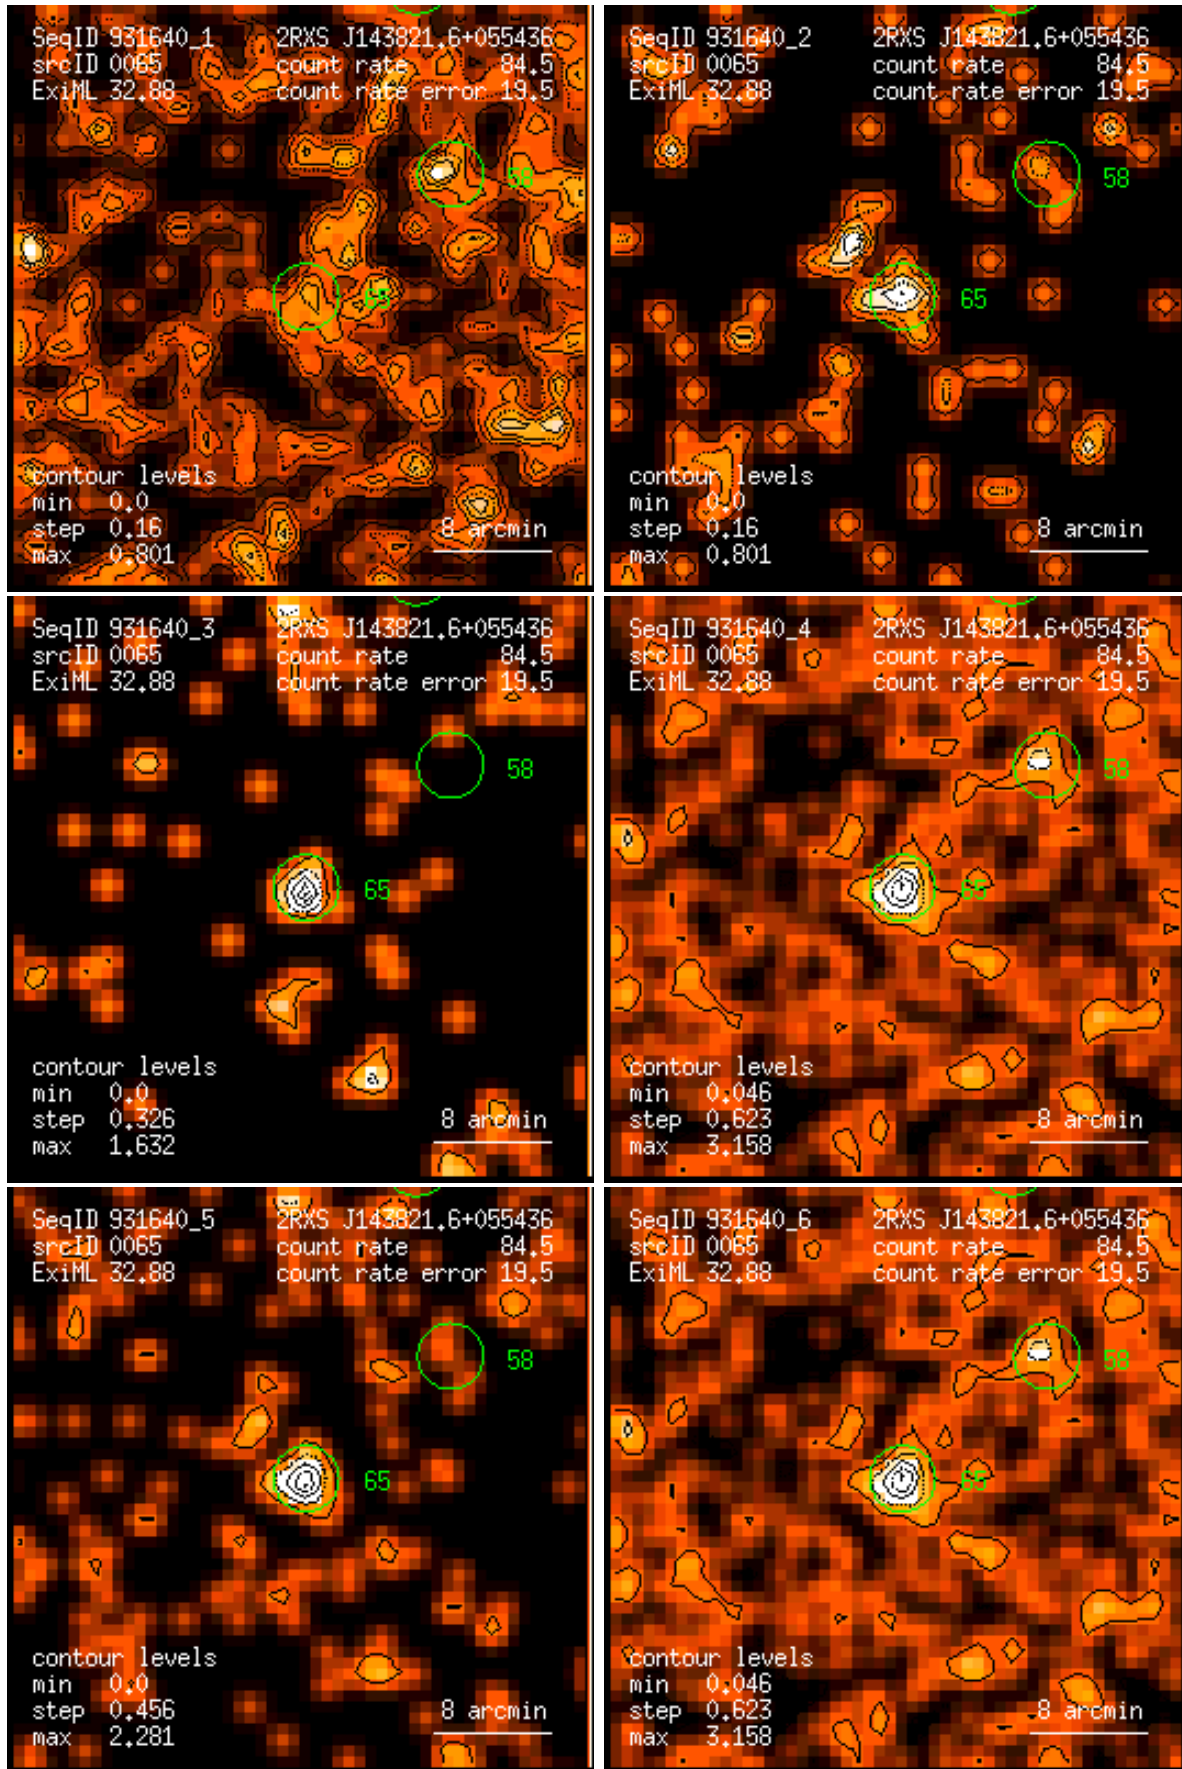 SeqID 931640_1 2RXS J143821.6+055436
srcID 0065 count rate 84.5
ExiML 32.88 count rate error 19.5
58
65
contour levels
min 0.0
step 0.16
max 0.801
8 arcmin
SeqID 931640_2 2RXS J143821.6+055436
srcID 0065 count rate 84.5
ExiML 32.88 count rate error 19.5
58
65
contour levels
min 0.0
step 0.16
max 0.801
8 arcmin
SeqID 931640_3 2RXS J143821.6+055436
srcID 0065 count rate 84.5
ExiML 32.88 count rate error 19.5
58
65
contour levels
min 0.0
step 0.326
max 1.632
8 arcmin
SeqID 931640_4 2RXS J143821.6+055436
srcID 0065 count rate 84.5
ExiML 32.88 count rate error 19.5
58
65
contour levels
min 0.046
step 0.623
max 3.158
8 arcmin
SeqID 931640_5 2RXS J143821.6+055436
srcID 0065 count rate 84.5
ExiML 32.88 count rate error 19.5
58
65
contour levels
min 0.0
step 0.456
max 2.281
8 arcmin
SeqID 931640_6 2RXS J143821.6+055436
srcID 0065 count rate 84.5
ExiML 32.88 count rate error 19.5
58
65
contour levels
min 0.046
step 0.623
max 3.158
8 arcmin